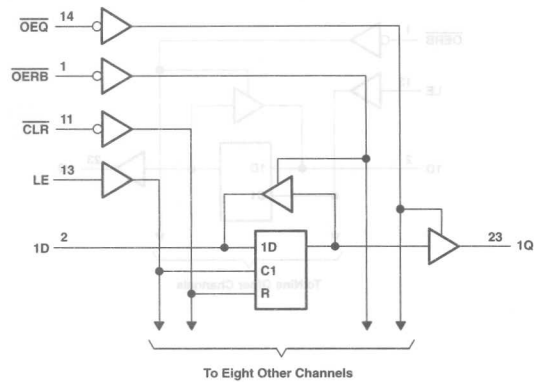 OEQ 14
OERB 1
CLR 11
LE 13
1D 2
1D
C1
R
23 1Q
To Eight Other Channels